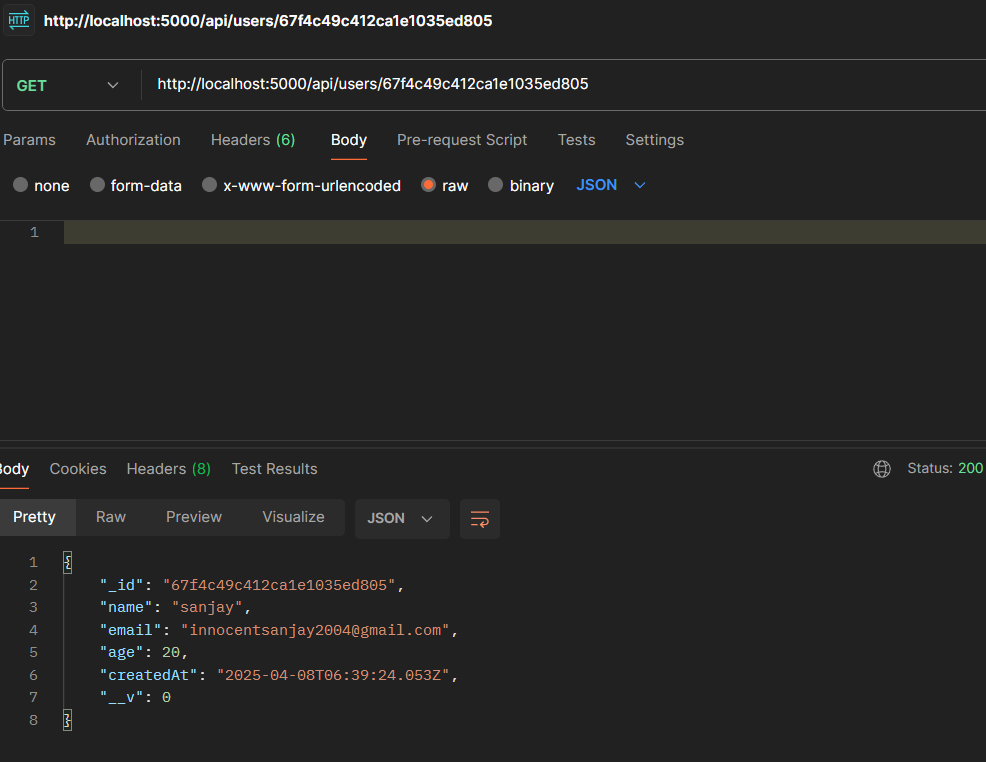 HTTP http://localhost:5000/api/users/67f4c49c412ca1e1035ed805
GET http://localhost:5000/api/users/67f4c49c412ca1e1035ed805
Params Authorization Headers (6) Body Pre-request Script Tests Settings
none form-data x-www-form-urlencoded raw binary JSON
1
Body Cookies Headers (8) Test Results Status: 200
Pretty Raw Preview Visualize JSON
1 {
2 "_id": "67f4c49c412ca1e1035ed805",
3 "name": "sanjay",
4 "email": "innocentsanjay2004@gmail.com",
5 "age": 20,
6 "createdAt": "2025-04-08T06:39:24.053Z",
7 "__v": 0
8 }